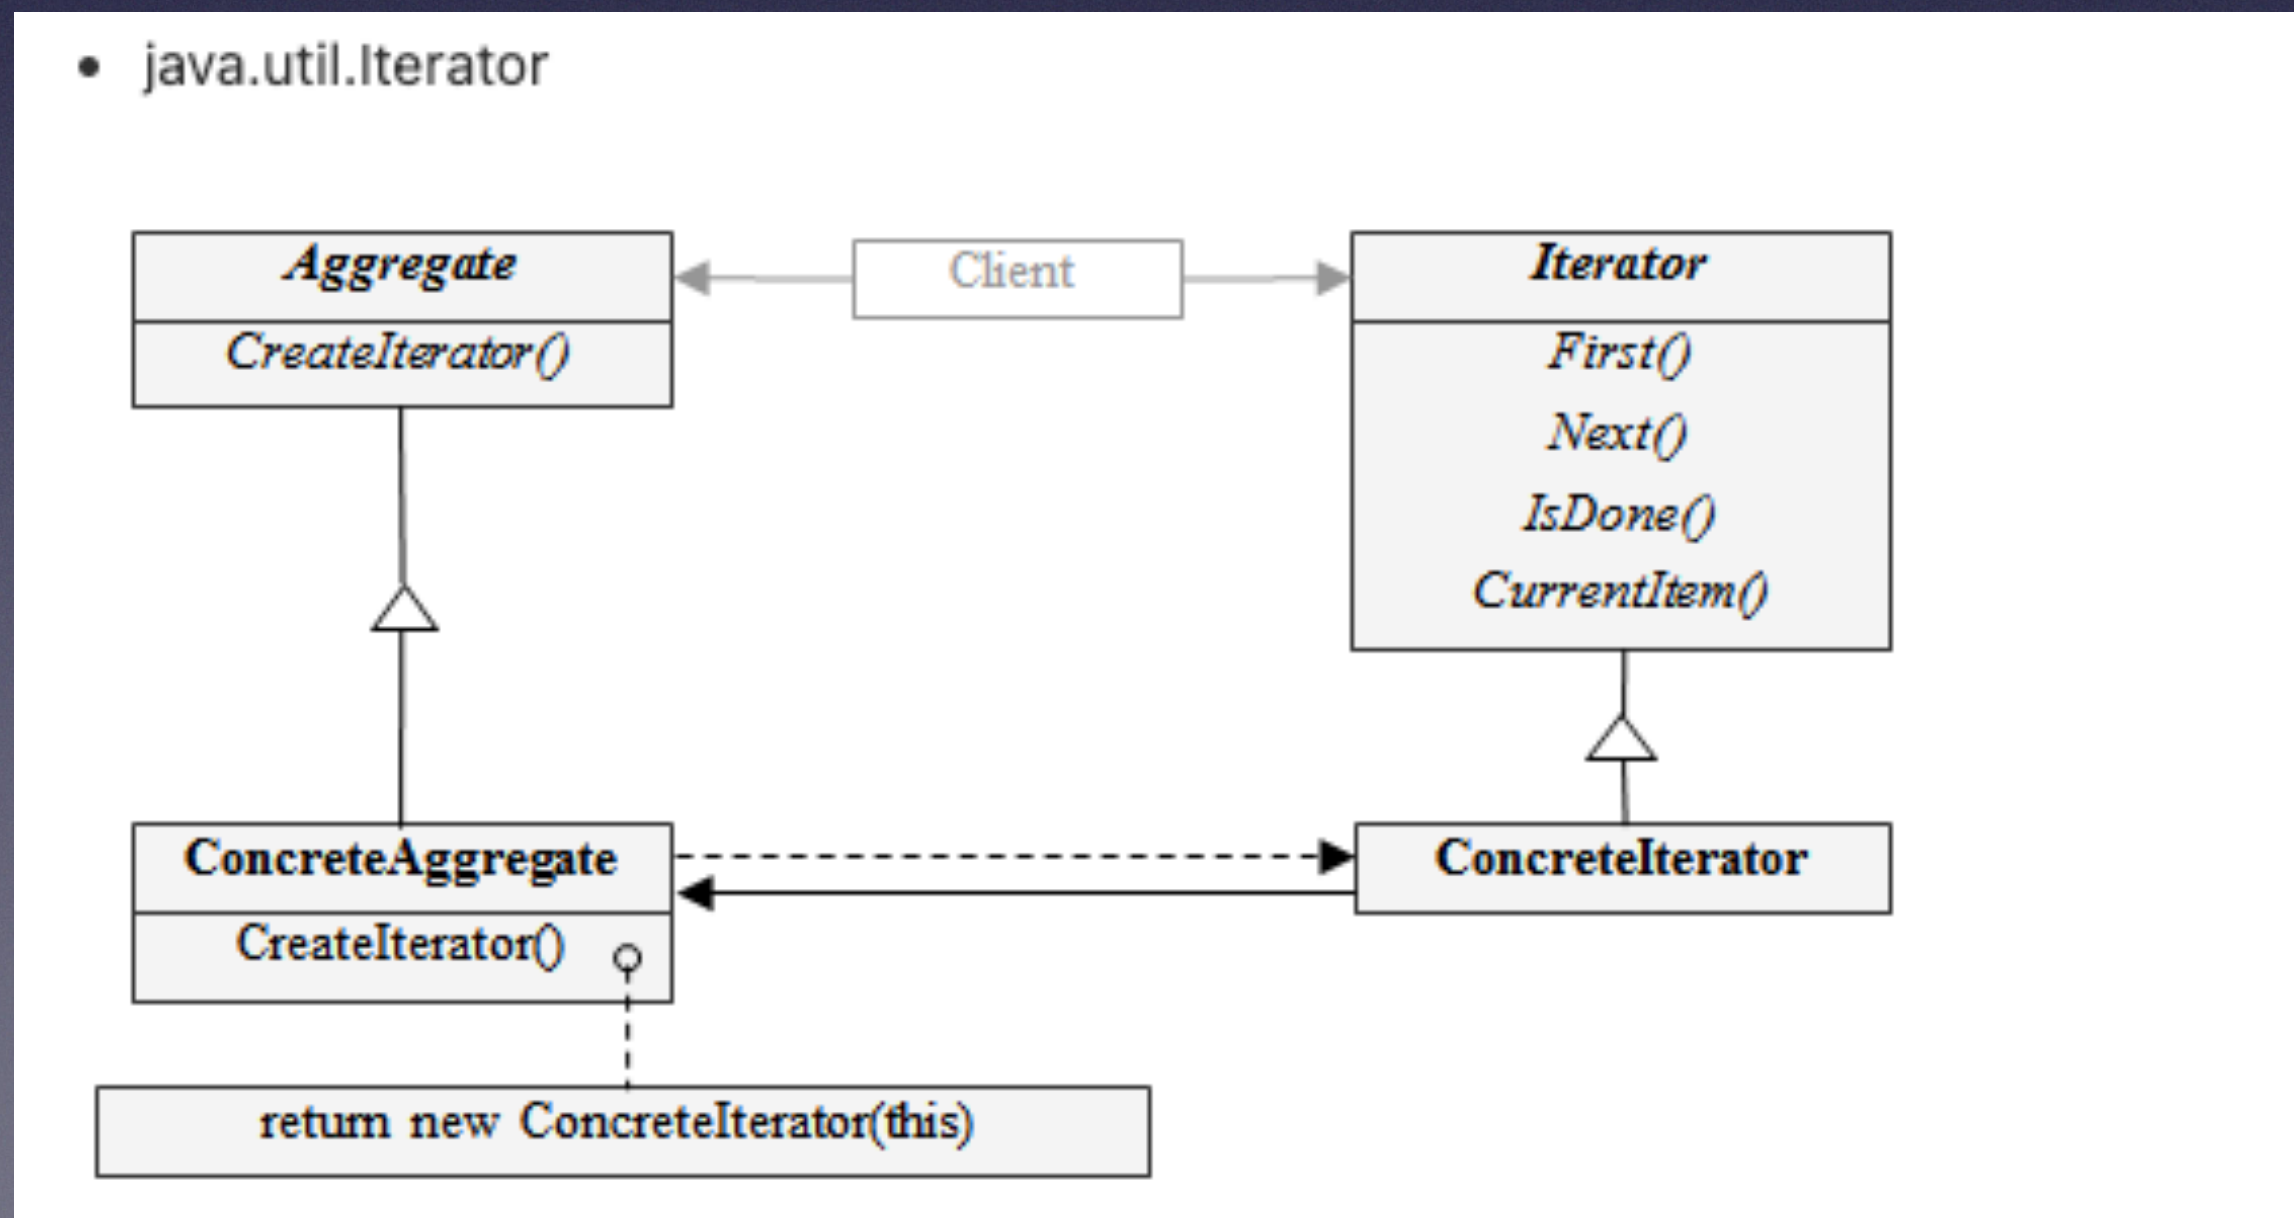 • java.util.Iterator
Aggregate
CreateIterator()
Client
Iterator
First()
Next()
IsDone()
CurrentItem()
ConcreteAggregate
CreateIterator()
ConcreteIterator
return new ConcreteIterator(this)